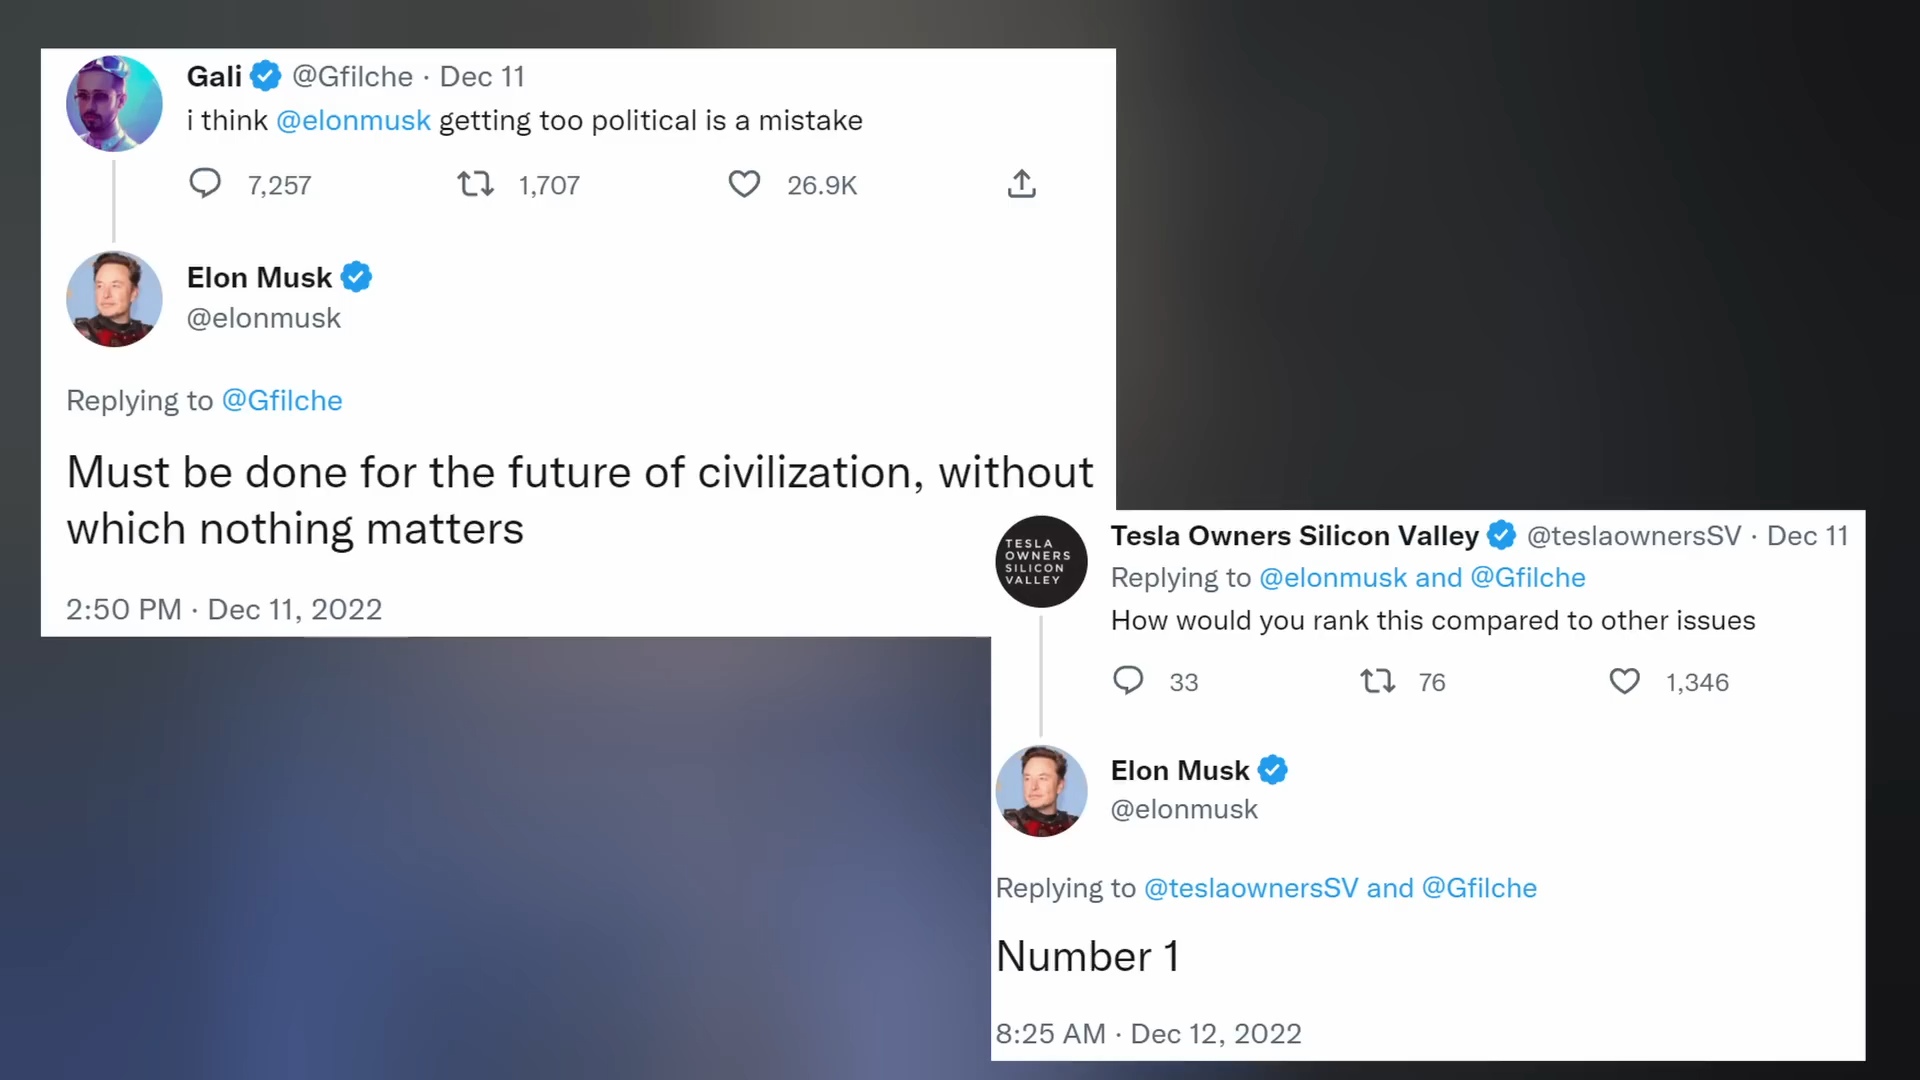 Gali @Gfilche · Dec 11
i think @elonmusk getting too political is a mistake
7,257 1,707 26.9K
Elon Musk
@elonmusk
Replying to @Gfilche
Must be done for the future of civilization, without
which nothing matters
2:50 PM · Dec 11, 2022
TESLA
OWNERS
SILICON
VALLEY
Tesla Owners Silicon Valley @teslaownersSV · Dec 11
Replying to @elonmusk and @Gfilche
How would you rank this compared to other issues
33 76 1,346
Elon Musk
@elonmusk
Replying to @teslaownersSV and @Gfilche
Number 1
8:25 AM · Dec 12, 2022